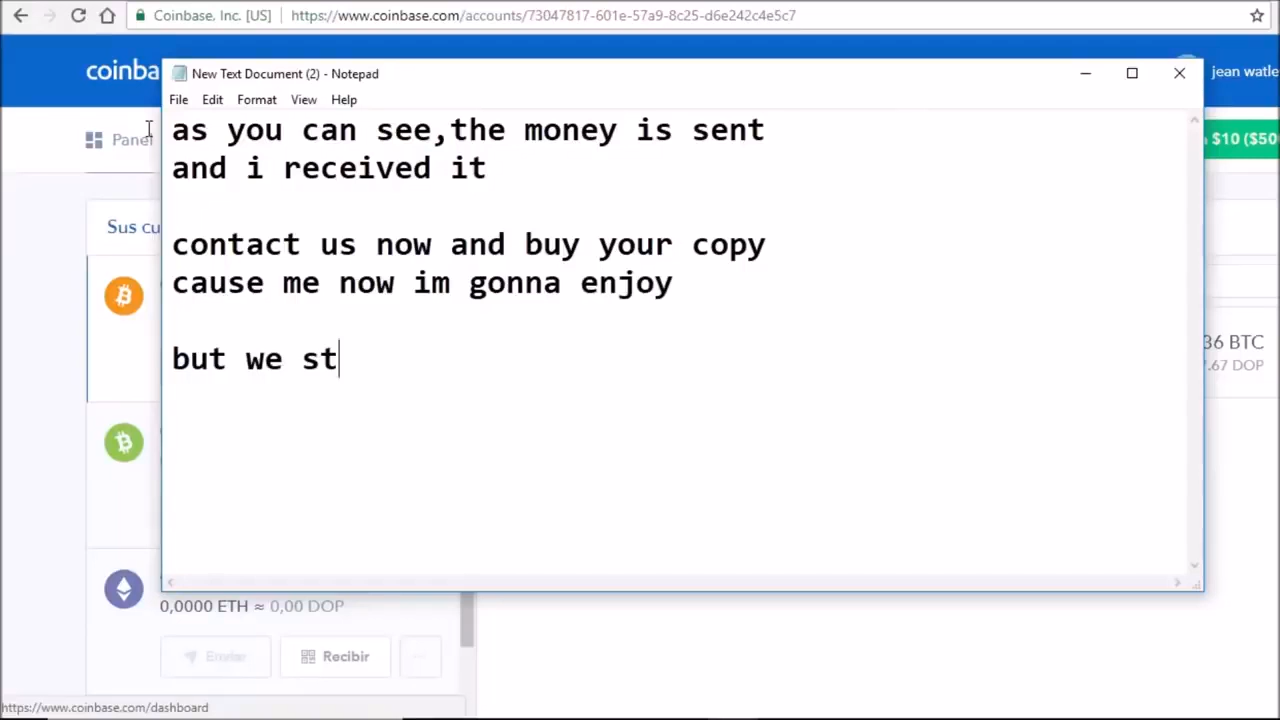 Coinbase, Inc. [US]
https://www.coinbase.com/accounts/73047817-601e-57a9-8c25-d6e242c4e5c7
coinba
New Text Document (2) - Notepad
jean watle
File Edit Format View Help
Panel
$10 ($50
as you can see,the money is sent
and i received it
Sus cu
contact us now and buy your copy
cause me now im gonna enjoy
36 BTC
7.67 DOP
but we st
0,0000 ETH ≈ 0,00 DOP
Enviar
Recibir
https://www.coinbase.com/dashboard